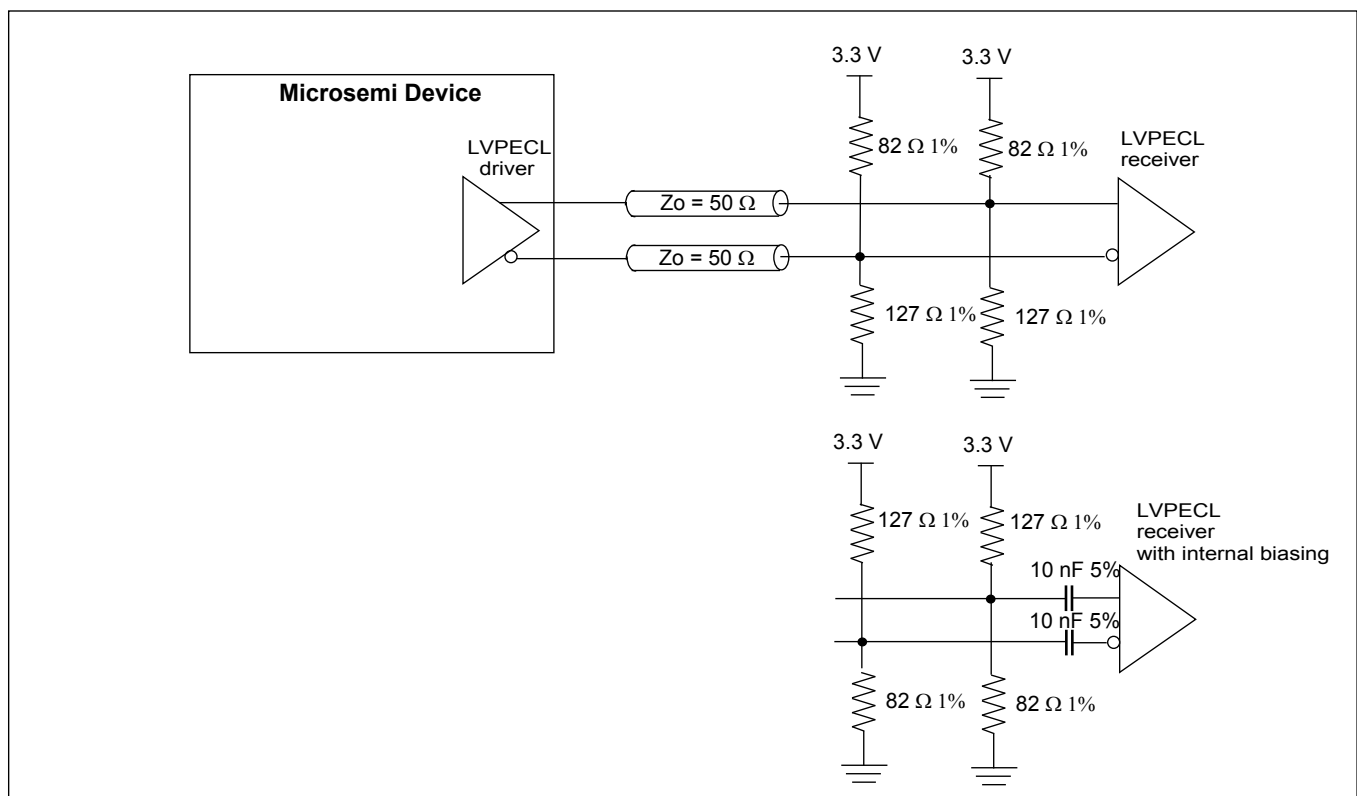 3.3 V
3.3 V
Microsemi Device
LVPECL
driver
82 Ω 1%
82 Ω 1%
LVPECL
receiver
Zo = 50 Ω
Zo = 50 Ω
127 Ω 1%
127 Ω 1%
3.3 V
3.3 V
127 Ω 1%
127 Ω 1%
LVPECL
receiver
with internal biasing
10 nF 5%
10 nF 5%
82 Ω 1%
82 Ω 1%